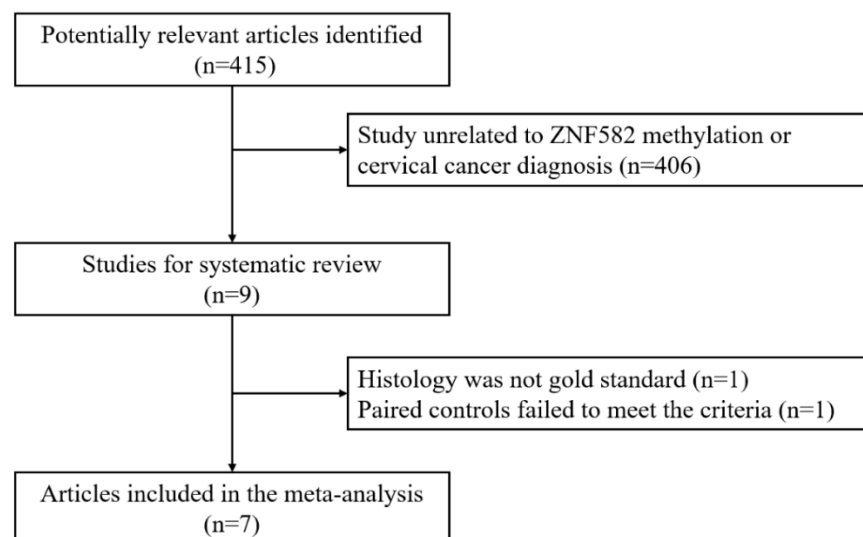 Potentially relevant articles identified
(n=415)
Study unrelated to ZNF582 methylation or
cervical cancer diagnosis (n=406)
Studies for systematic review
(n=9)
Histology was not gold standard (n=1)
Paired controls failed to meet the criteria (n=1)
Articles included in the meta-analysis
(n=7)